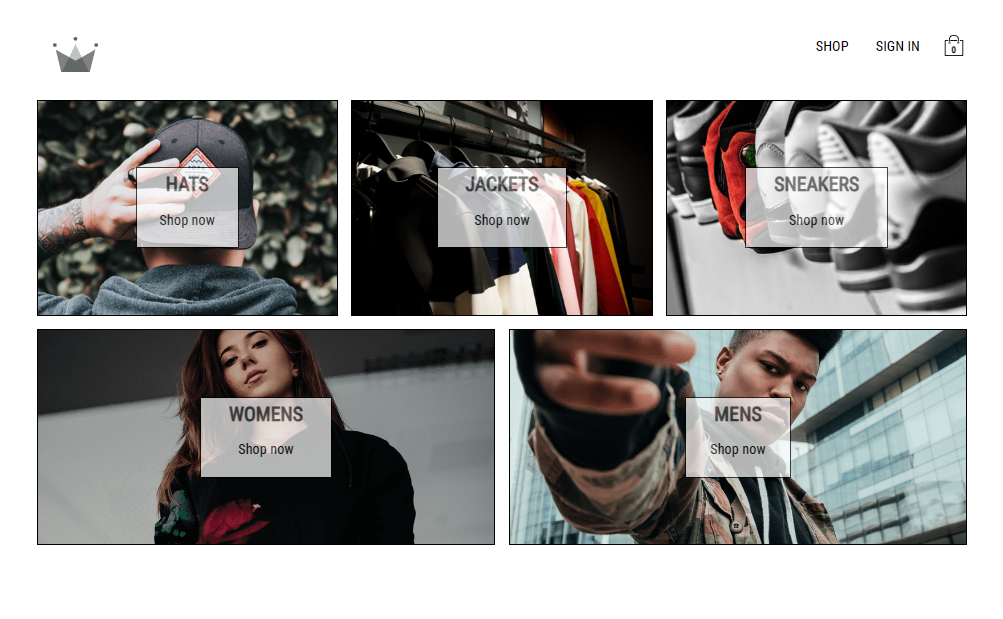 SHOP
SIGN IN
0
HATS
Shop now
JACKETS
Shop now
SNEAKERS
Shop now
WOMENS
Shop now
MENS
Shop now